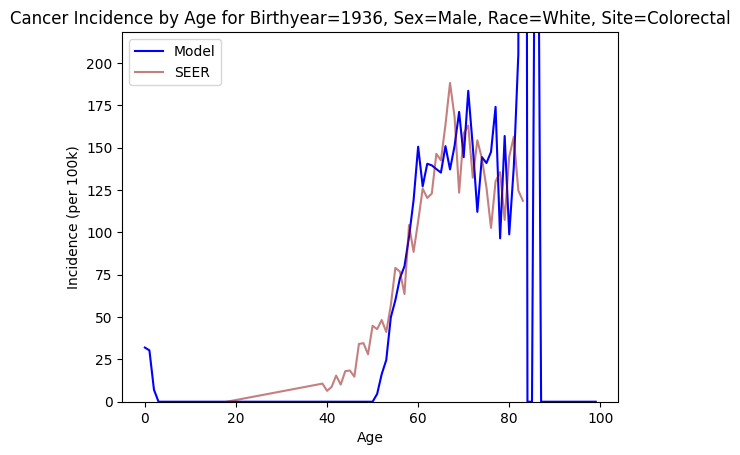 Cancer Incidence by Age for Birthyear=1936, Sex=Male, Race=White, Site=Colorectal
Model
SEER
200
175
150
125
100
75
50
25
0
Incidence (per 100k)
0 20 40 60 80 100
Age